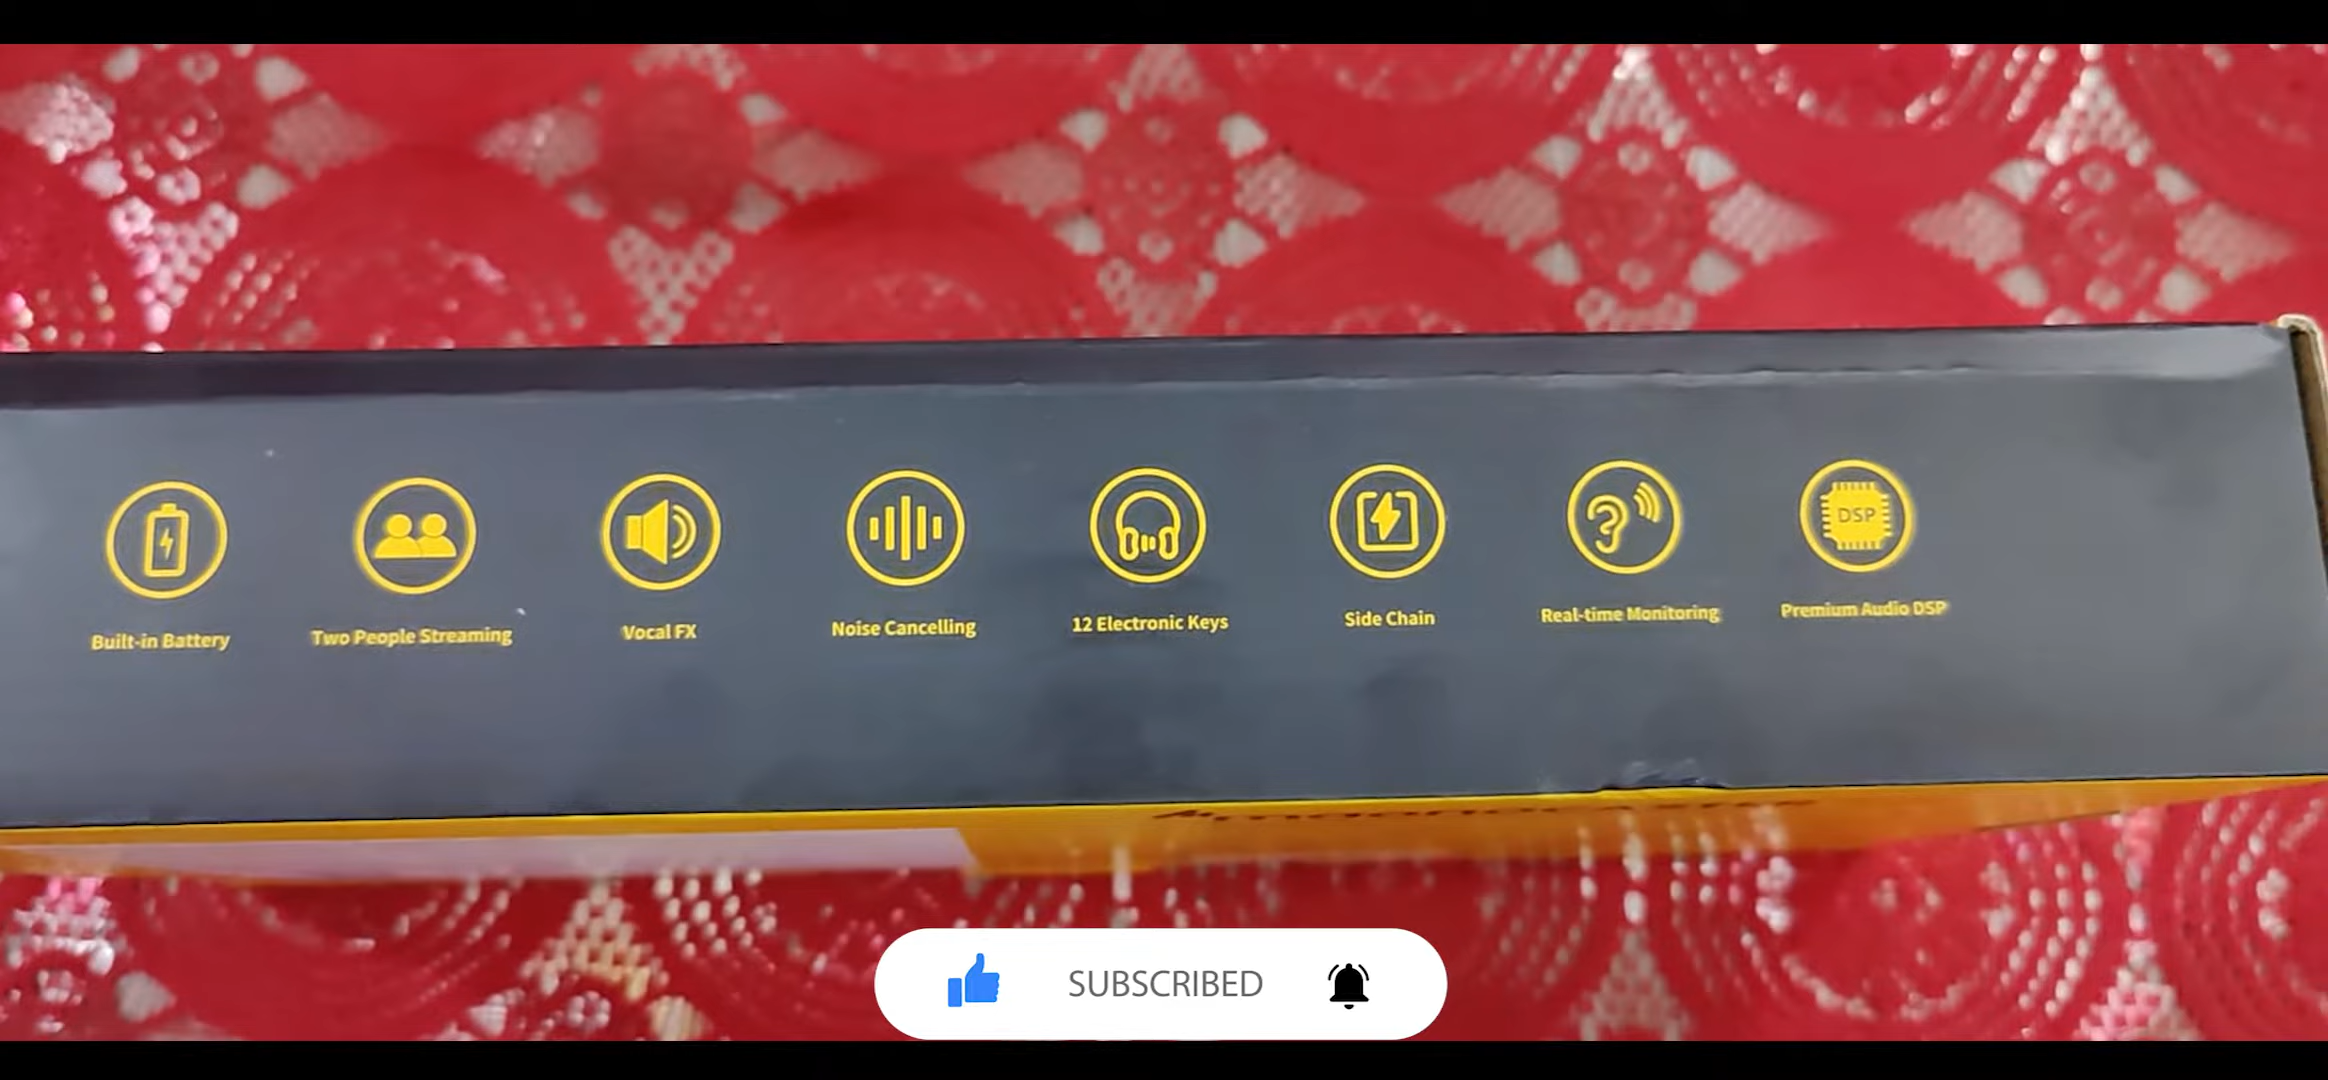 Built-in Battery
Two People Streaming
Vocal FX
Noise Cancelling
12 Electronic Keys
Side Chain
Real-time Monitoring
DSP
Premium Audio DSP
SUBSCRIBED